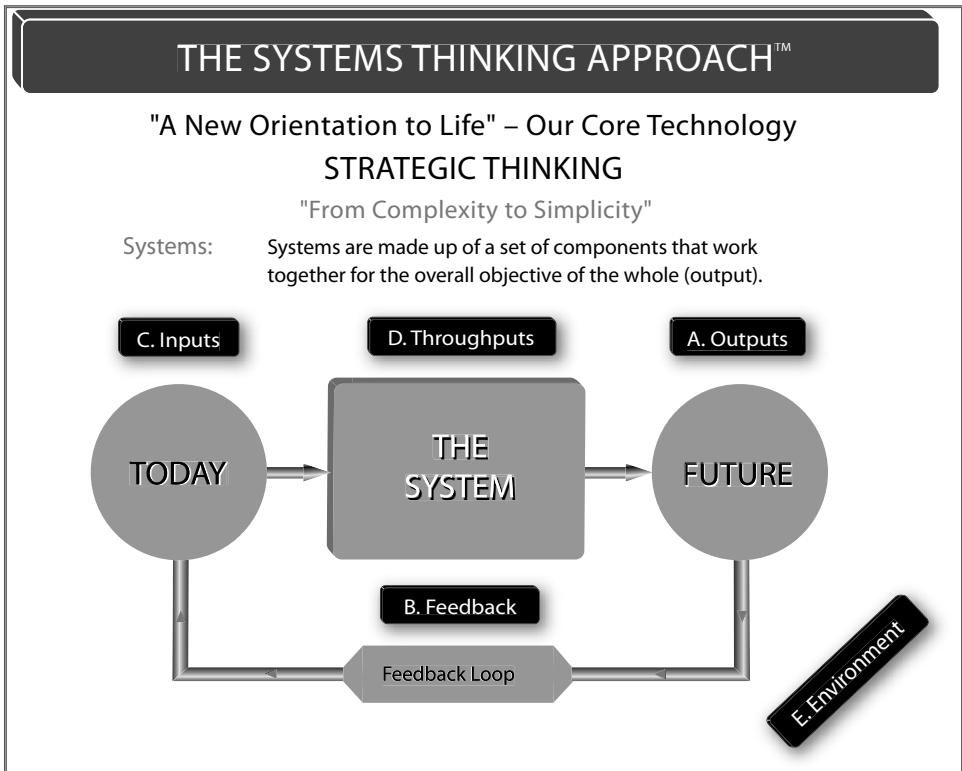 THE SYSTEMS THINKING APPROACH™
"A New Orientation to Life" – Our Core Technology
STRATEGIC THINKING
"From Complexity to Simplicity"
Systems: Systems are made up of a set of components that work
together for the overall objective of the whole (output).
C. Inputs
D. Throughputs
A. Outputs
TODAY
THE
SYSTEM
FUTURE
B. Feedback
Feedback Loop
E. Environment